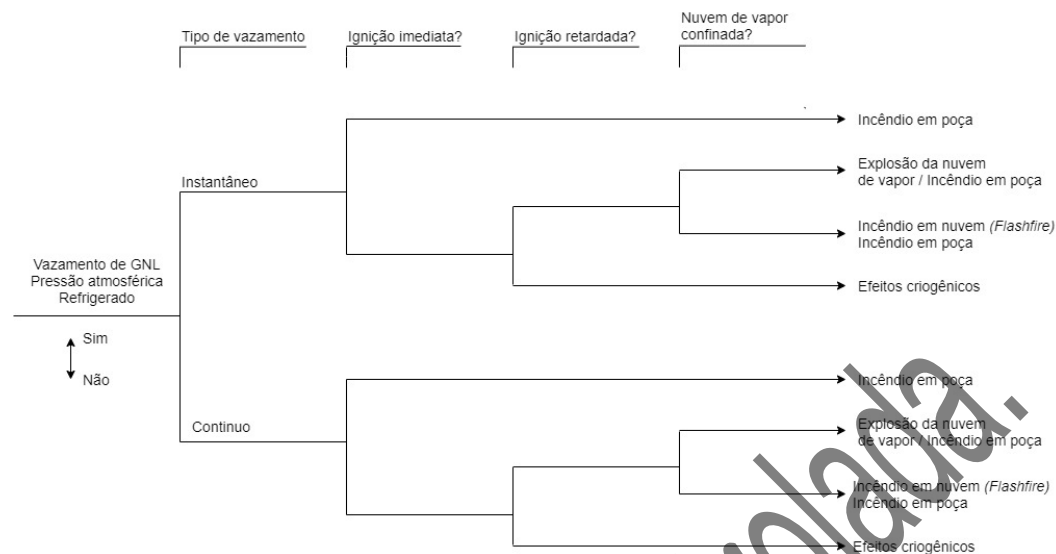 Tipo de vazamento
Ignição imediata?
Ignição retardada?
Nuvem de vapor
confinada?
Incêndio em poça
Instantâneo
Explosão da nuvem
de vapor / Incêndio em poça
Incêndio em nuvem (Flashfire)
Incêndio em poça
Efeitos criogênicos
Vazamento de GNL
Pressão atmosférica
Refrigerado
Sim
Não
Incêndio em poça
Continuo
Explosão da nuvem
de vapor / Incêndio em poça
Incêndio em nuvem (Flashfire)
Incêndio em poça
Efeitos criogênicos
olada.